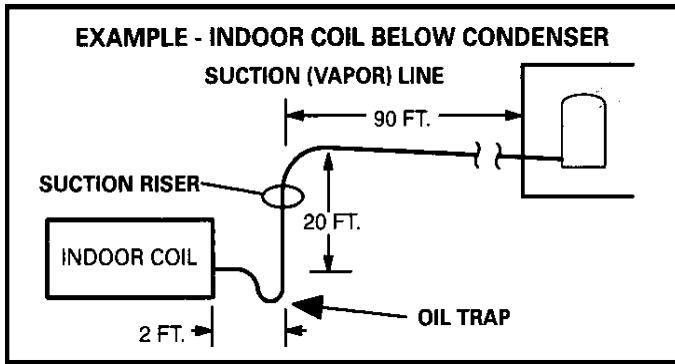 EXAMPLE - INDOOR COIL BELOW CONDENSER
SUCTION (VAPOR) LINE
90 FT.
SUCTION RISER
20 FT.
INDOOR COIL
OIL TRAP
2 FT.